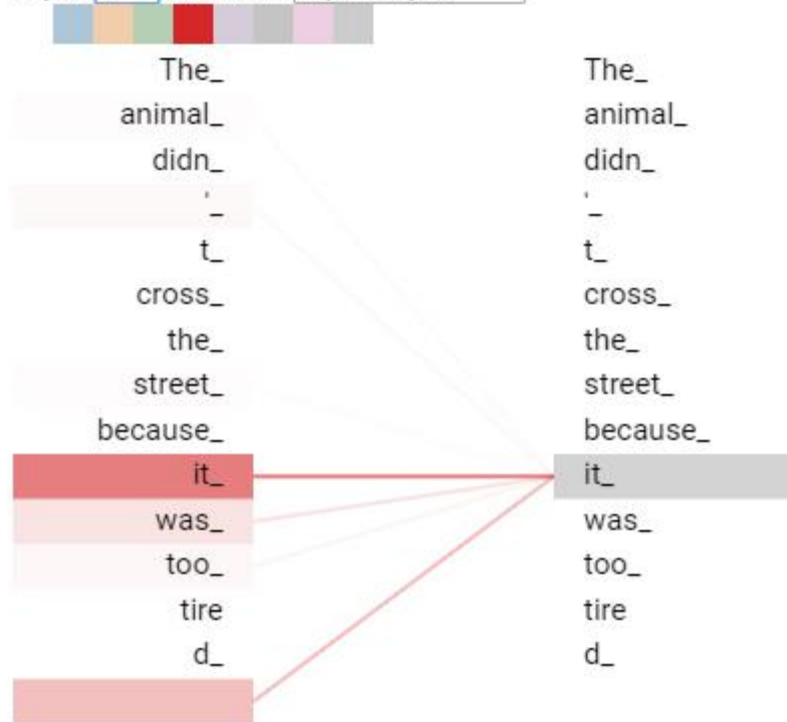 The_ The_
animal_ animal_
didn_ didn_
'_ '_
t_ t_
cross_ cross_
the_ the_
street_ street_
because_ because_
it_ it_
was_ was_
too_ too_
tire tire
d_ d_